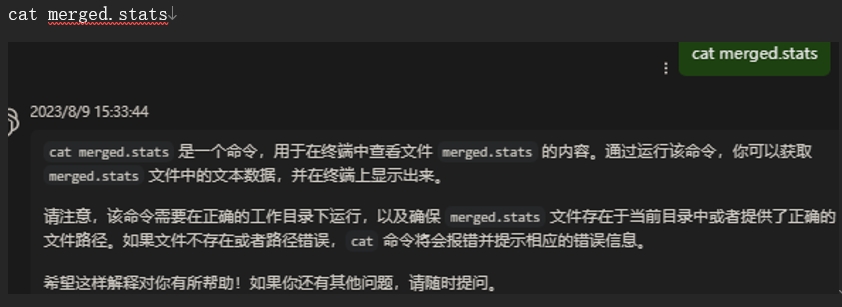 cat merged.stats↓
cat merged.stats
2023/8/9 15:33:44
cat merged.stats 是一个命令，用于在终端中查看文件 merged.stats 的内容。通过运行该命令，你可以获取
merged.stats 文件中的文本数据，并在终端上显示出来。
请注意，该命令需要在正确的工作目录下运行，以及确保 merged.stats 文件存在于当前目录中或者提供了正确的
文件路径。如果文件不存在或者路径错误，cat 命令将会报错并提示相应的错误信息。
希望这样解释对你有所帮助！如果你还有其他问题，请随时提问。